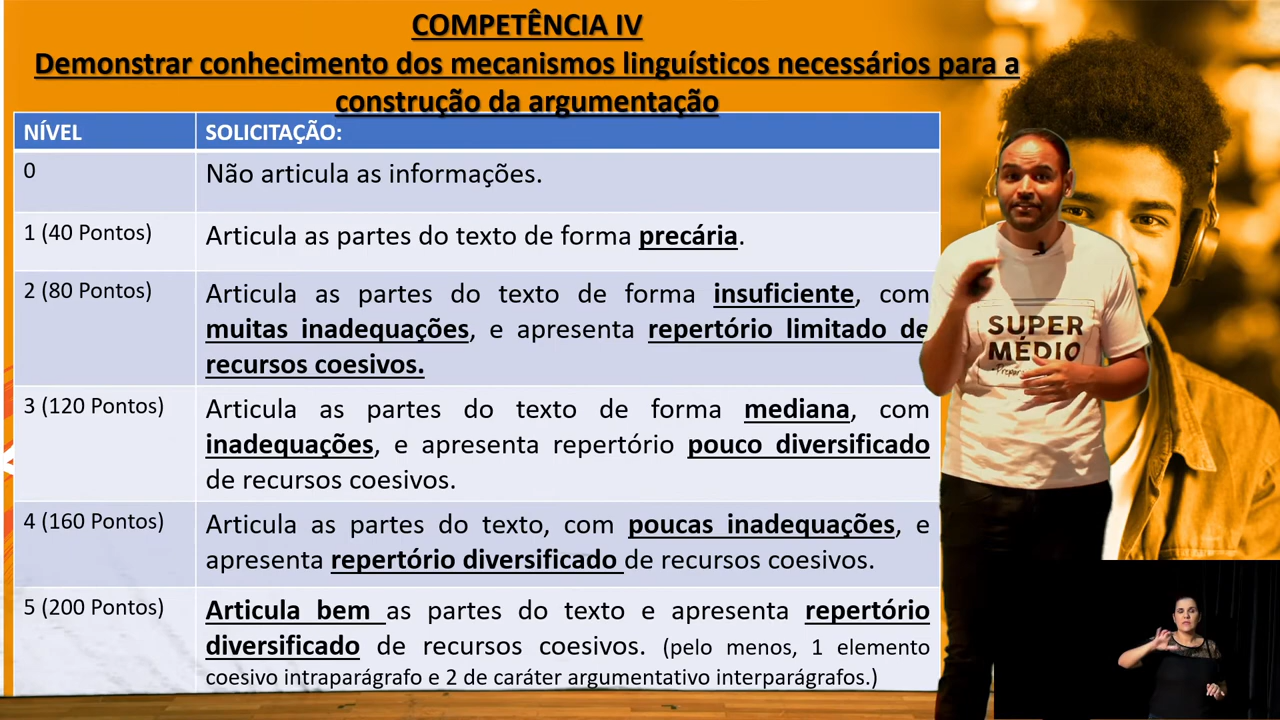 COMPETÊNCIA IV
Demonstrar conhecimento dos mecanismos linguísticos necessários para a
construção da argumentação
NÍVEL
SOLICITAÇÃO:
0
Não articula as informações.
1 (40 Pontos)
Articula as partes do texto de forma precária.
2 (80 Pontos)
Articula as partes do texto de forma insuficiente, com
muitas inadequações, e apresenta repertório limitado de
recursos coesivos.
3 (120 Pontos)
Articula as partes do texto de forma mediana, com
inadequações, e apresenta repertório pouco diversificado
de recursos coesivos.
4 (160 Pontos)
Articula as partes do texto, com poucas inadequações, e
apresenta repertório diversificado de recursos coesivos.
5 (200 Pontos)
Articula bem as partes do texto e apresenta repertório
diversificado de recursos coesivos. (pelo menos, 1 elemento
coesivo intraparágrafo e 2 de caráter argumentativo interparágrafos.)
SUPER
MÉDIO